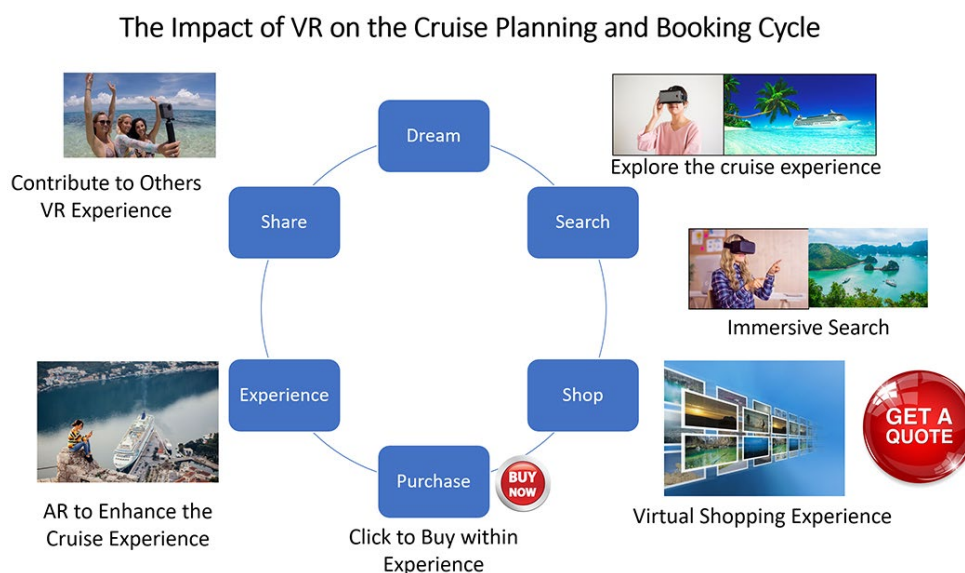 The Impact of VR on the Cruise Planning and Booking Cycle
Dream
Explore the cruise experience
Contribute to Others
VR Experience
Share
Search
Immersive Search
Experience
Shop
GET A
QUOTE
Purchase
BUY
NOW
AR to Enhance the
Cruise Experience
Click to Buy within
Experience
Virtual Shopping Experience